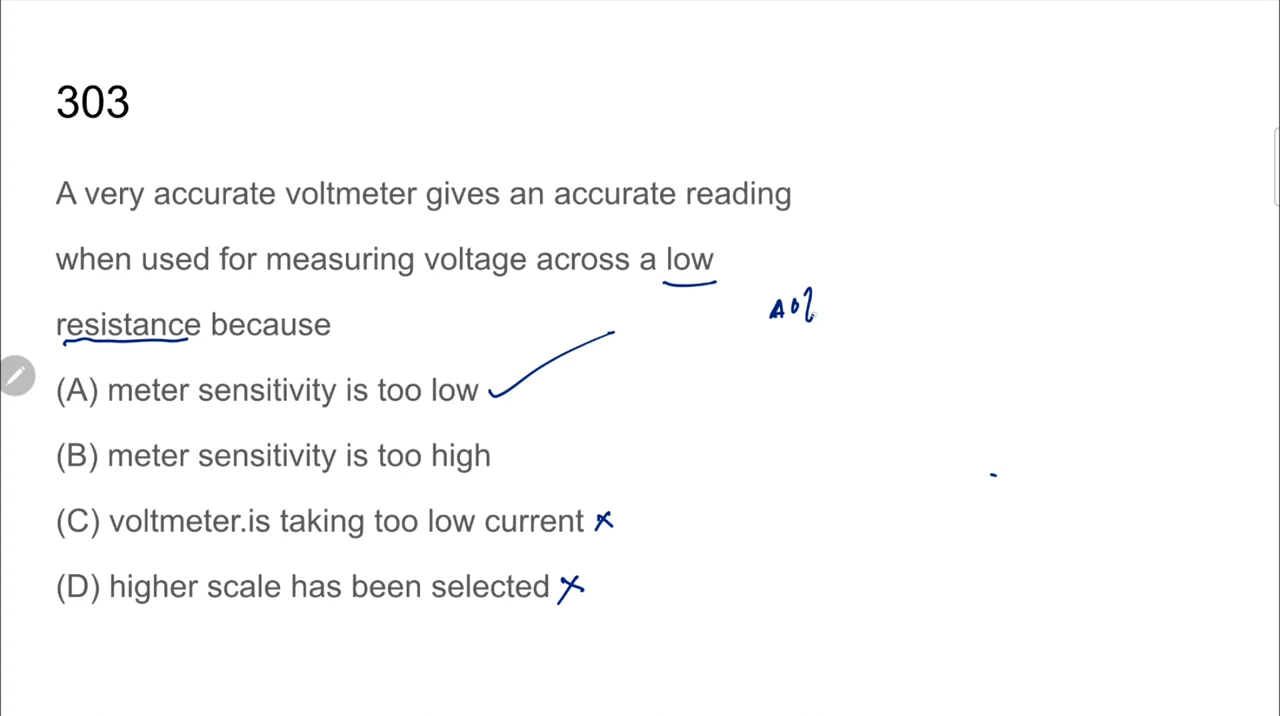 303
A very accurate voltmeter gives an accurate reading
when used for measuring voltage across a low
resistance because
(A) meter sensitivity is too low
(B) meter sensitivity is too high
(C) voltmeter.is taking too low current
(D) higher scale has been selected